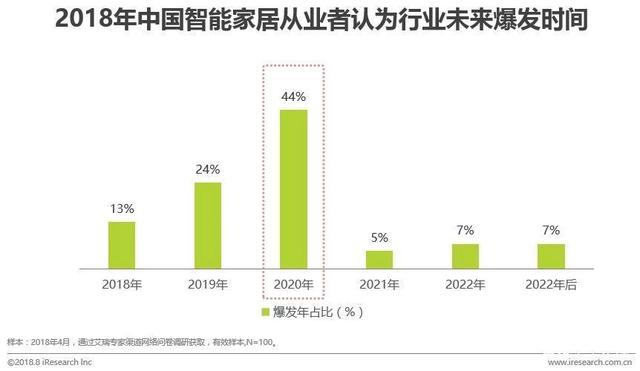 2018年中国智能家居从业者认为行业未来爆发时间
44%
24%
13%
5%
7%
7%
2018年
2019年
2020年
2021年
2022年
2022年后
爆发年占比（%）
样本：2018年4月，通过艾瑞专家渠道网络问卷调研获取，有效样本,N=100。
©2018.8 iResearch Inc
www.iresearch.com.cn